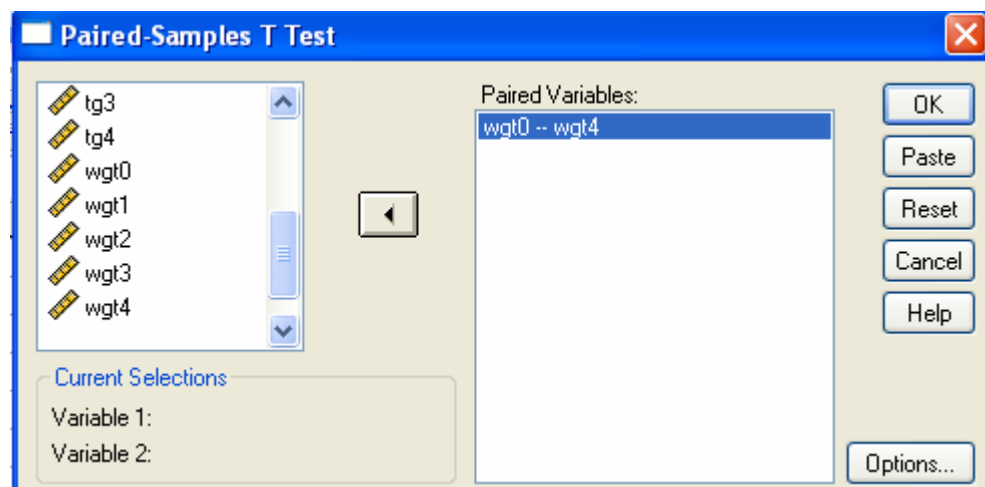 Paired-Samples T Test
tg3
tg4
wgt0
wgt1
wgt2
wgt3
wgt4
Current Selections
Variable 1:
Variable 2:
Paired Variables:
wgt0 -- wgt4
OK
Paste
Reset
Cancel
Help
Options...